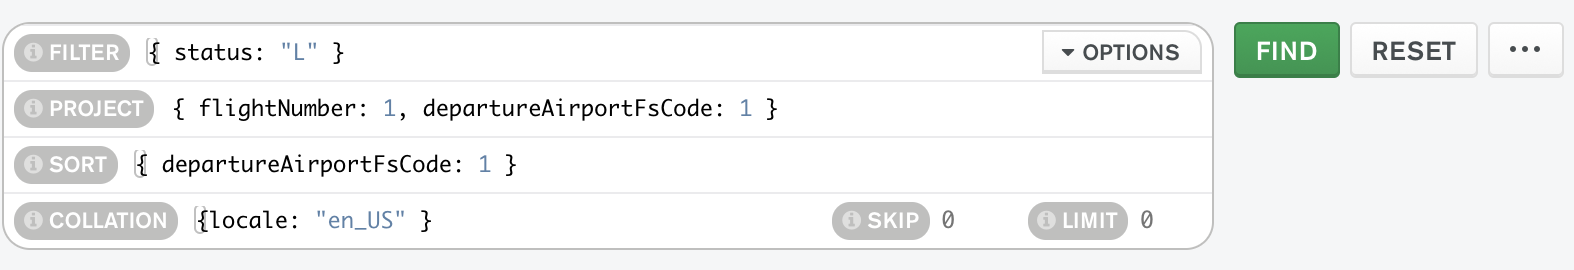 FILTER { status: "L" } OPTIONS FIND RESET ...
PROJECT { flightNumber: 1, departureAirportFsCode: 1 }
SORT { departureAirportFsCode: 1 }
COLLATION {locale: "en_US" } SKIP 0 LIMIT 0